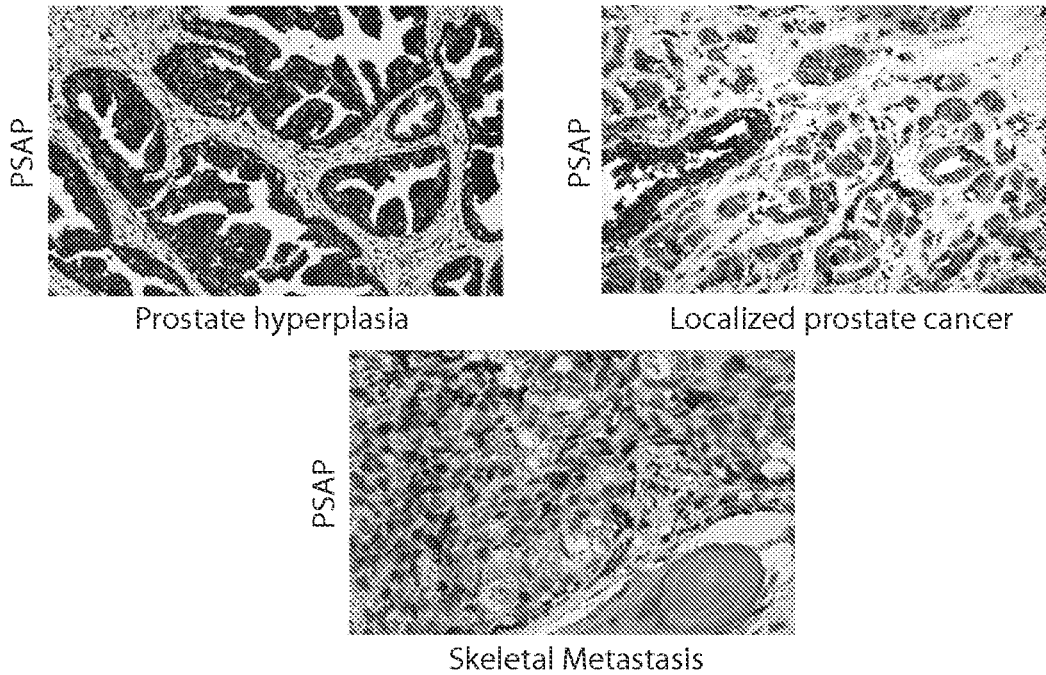 PSAP
Prostate hyperplasia
PSAP
Localized prostate cancer
PSAP
Skeletal Metastasis